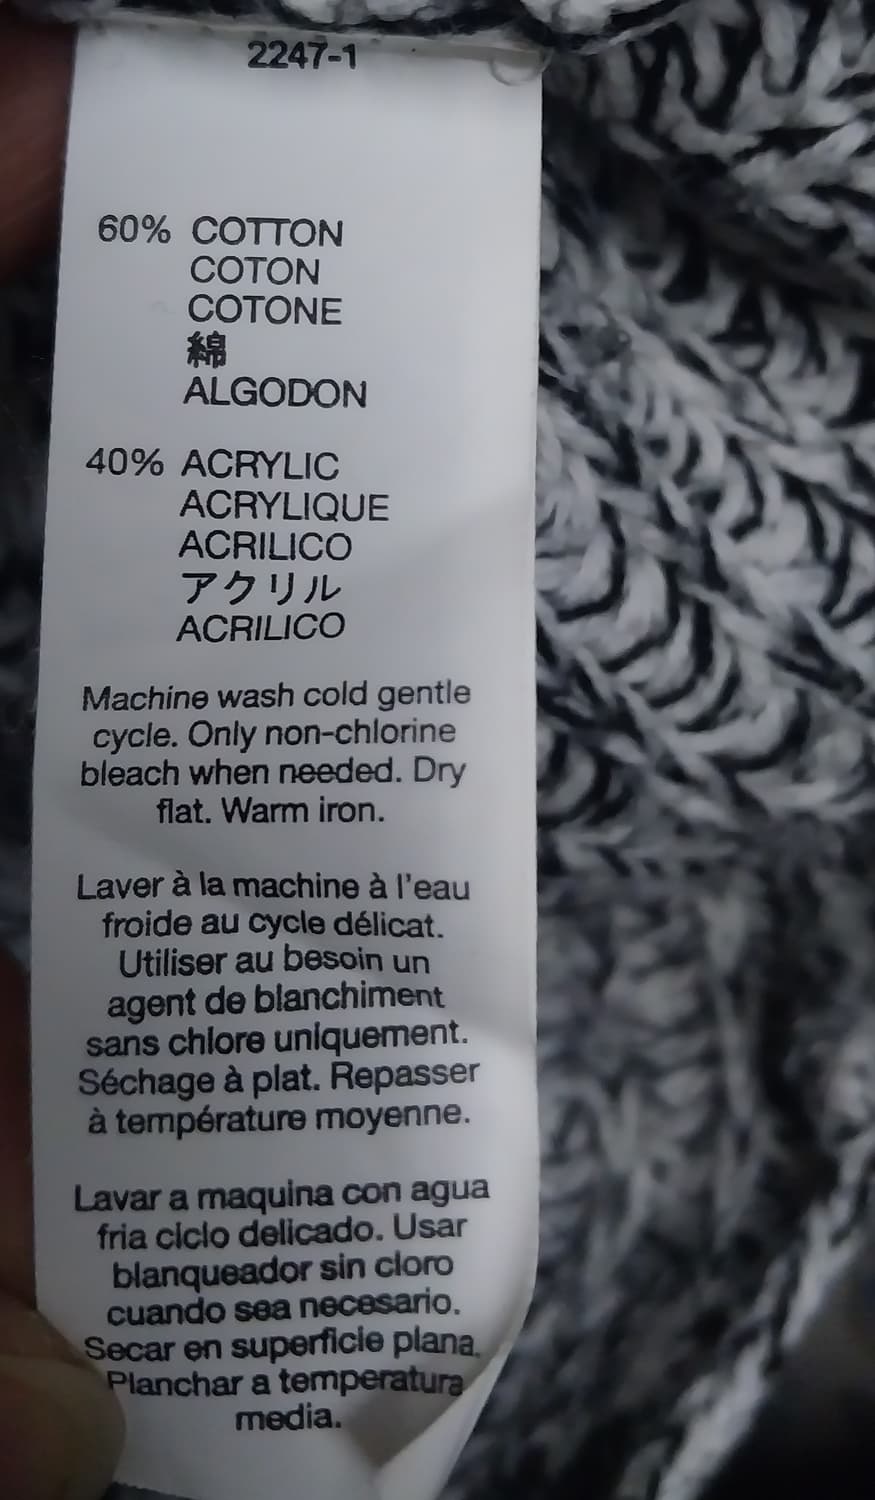 2247-1
60% COTTON
COTON
COTONE
綿
ALGODON
40% ACRYLIC
ACRYLIQUE
ACRILICO
アクリル
ACRILICO
Machine wash cold gentle
cycle. Only non-chlorine
bleach when needed. Dry
flat. Warm iron.
Laver à la machine à l'eau
froide au cycle délicat.
Utiliser au besoin un
agent de blanchiment
sans chlore uniquement.
Séchage à plat. Repasser
à température moyenne.
Lavar a maquina con agua
fria ciclo delicado. Usar
blanqueador sin cloro
cuando sea necesario.
Secar en superficie plana.
Planchar a temperatura
media.